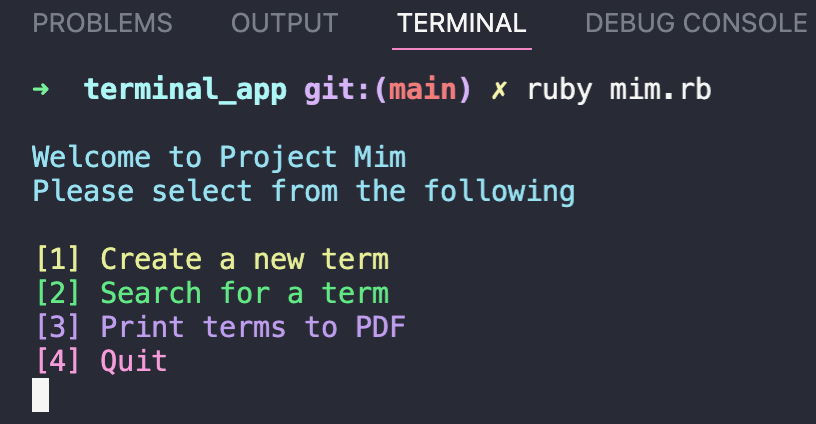 PROBLEMS OUTPUT TERMINAL DEBUG CONSOLE
➜ terminal_app git:(main) ✗ ruby mim.rb
Welcome to Project Mim
Please select from the following
[1] Create a new term
[2] Search for a term
[3] Print terms to PDF
[4] Quit